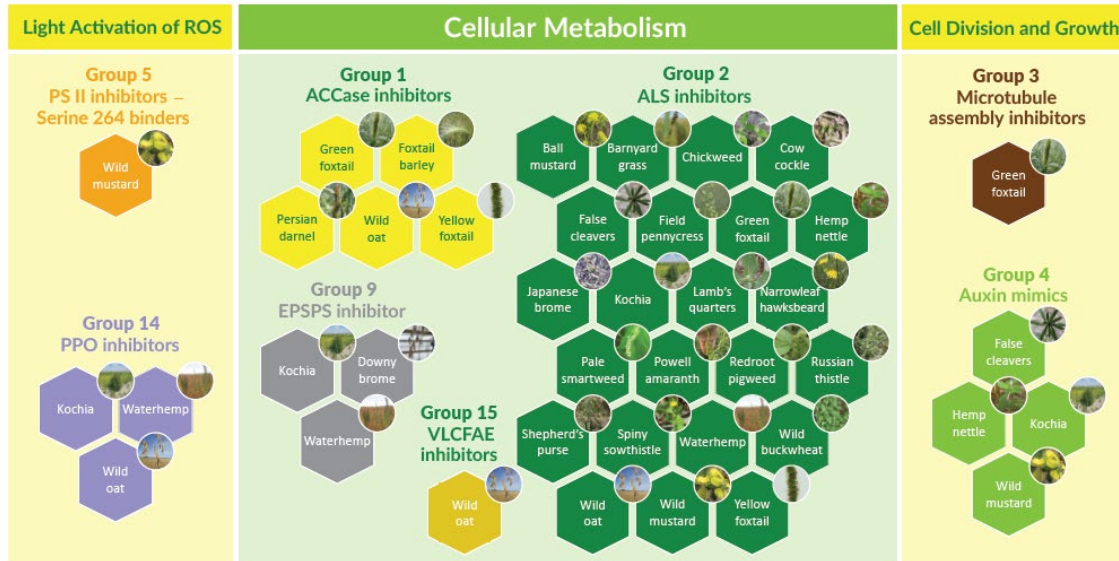 Light Activation of ROS
Group 5
PS II inhibitors –
Serine 264 binders
Wild
mustard
Group 14
PPO inhibitors
Kochia
Waterhemp
Wild
oat
Cellular Metabolism
Group 1
ACCase inhibitors
Green
foxtail
Foxtail
barley
Persian
darnel
Wild
oat
Yellow
foxtail
Group 9
EPSPS inhibitor
Kochia
Downy
brome
Waterhemp
Group 15
VLCFAE
inhibitors
Wild
oat
Group 2
ALS inhibitors
Ball
mustard
Barnyard
grass
Chickweed
Cow
cockle
False
cleavers
Field
pennycress
Green
foxtail
Hemp
nettle
Japanese
brome
Kochia
Lamb's
quarters
Narrowleaf
hawksbeard
Pale
smartweed
Powell
amaranth
Redroot
pigweed
Russian
thistle
Shepherd's
purse
Spiny
sowthistle
Waterhemp
Wild
buckwheat
Wild
oat
Wild
mustard
Yellow
foxtail
Cell Division and Growth
Group 3
Microtubule
assembly inhibitors
Green
foxtail
Group 4
Auxin mimics
False
cleavers
Hemp
nettle
Kochia
Wild
mustard